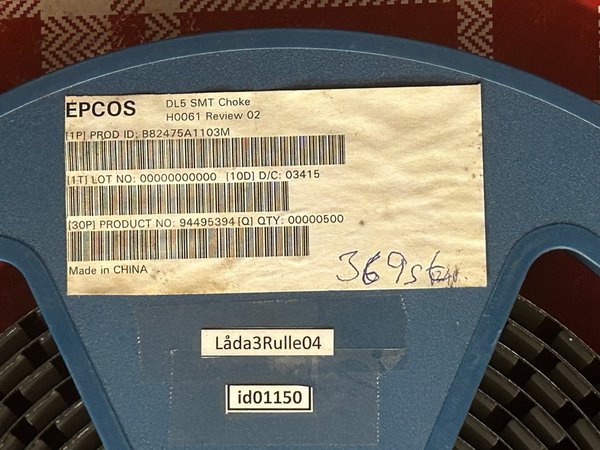 EPCOS
DL5 SMT Choke
H0061 Review 02
[1P] PROD ID: B82475A1103M
[1T] LOT NO: 00000000000 [10D] D/C: 03415
[30P] PRODUCT NO: 94495394 [Q] QTY: 00000500
Made in CHINA
369
Låda3Rulle04
id01150